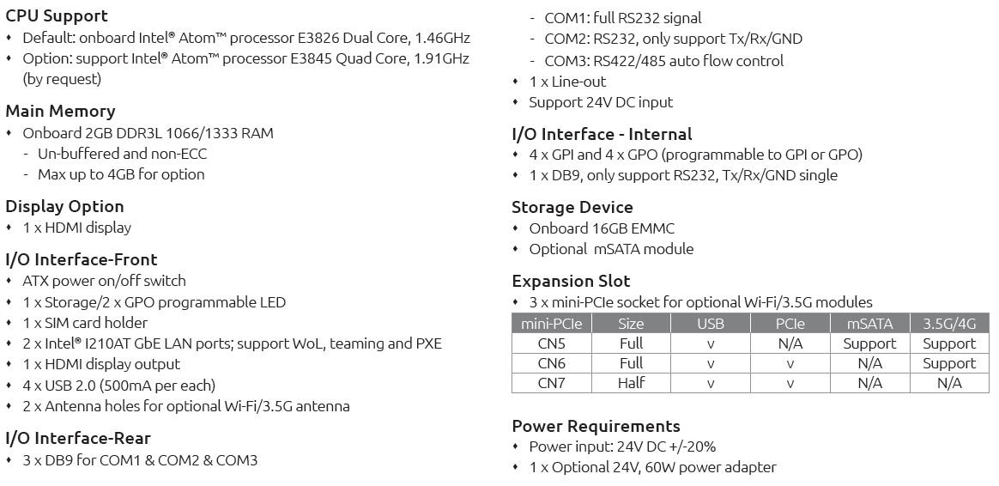 CPU Support
⬧ Default: onboard Intel® Atom™ processor E3826 Dual Core, 1.46GHz
⬧ Option: support Intel® Atom™ processor E3845 Quad Core, 1.91GHz
(by request)
Main Memory
⬧ Onboard 2GB DDR3L 1066/1333 RAM
- Un-buffered and non-ECC
- Max up to 4GB for option
Display Option
⬧ 1 x HDMI display
I/O Interface-Front
⬧ ATX power on/off switch
⬧ 1 x Storage/2 x GPO programmable LED
⬧ 1 x SIM card holder
⬧ 2 x Intel® I210AT GbE LAN ports; support WoL, teaming and PXE
⬧ 1 x HDMI display output
⬧ 4 x USB 2.0 (500mA per each)
⬧ 2 x Antenna holes for optional Wi-Fi/3.5G antenna
I/O Interface-Rear
⬧ 3 x DB9 for COM1 & COM2 & COM3
- COM1: full RS232 signal
- COM2: RS232, only support Tx/Rx/GND
- COM3: RS422/485 auto flow control
⬧ 1 x Line-out
⬧ Support 24V DC input
I/O Interface - Internal
⬧ 4 x GPI and 4 x GPO (programmable to GPI or GPO)
⬧ 1 x DB9, only support RS232, Tx/Rx/GND single
Storage Device
⬧ Onboard 16GB EMMC
⬧ Optional mSATA module
Expansion Slot
⬧ 3 x mini-PCIe socket for optional Wi-Fi/3.5G modules
mini-PCIe Size USB PCIe mSATA 3.5G/4G
CN5 Full v N/A Support Support
CN6 Full v v N/A Support
CN7 Half v v N/A N/A
Power Requirements
⬧ Power input: 24V DC +/-20%
⬧ 1 x Optional 24V, 60W power adapter